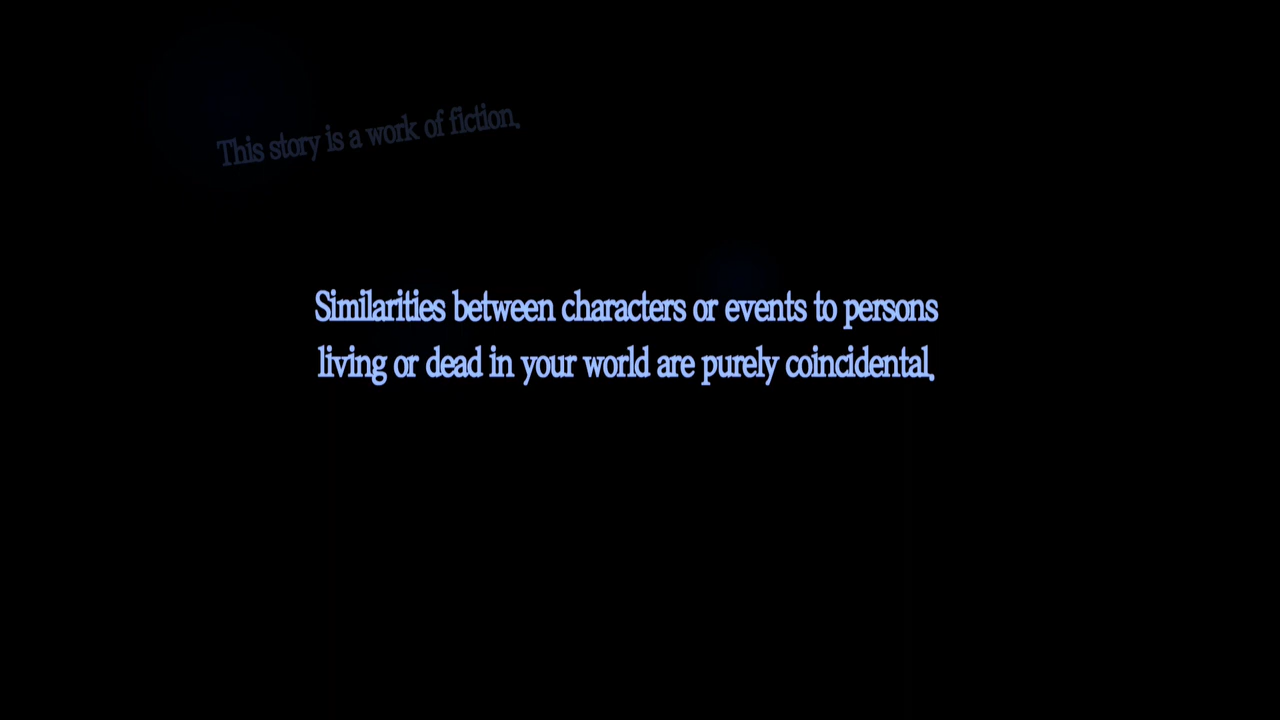 This story is a work of fiction.
Similarities between characters or events to persons
living or dead in your world are purely coincidental.